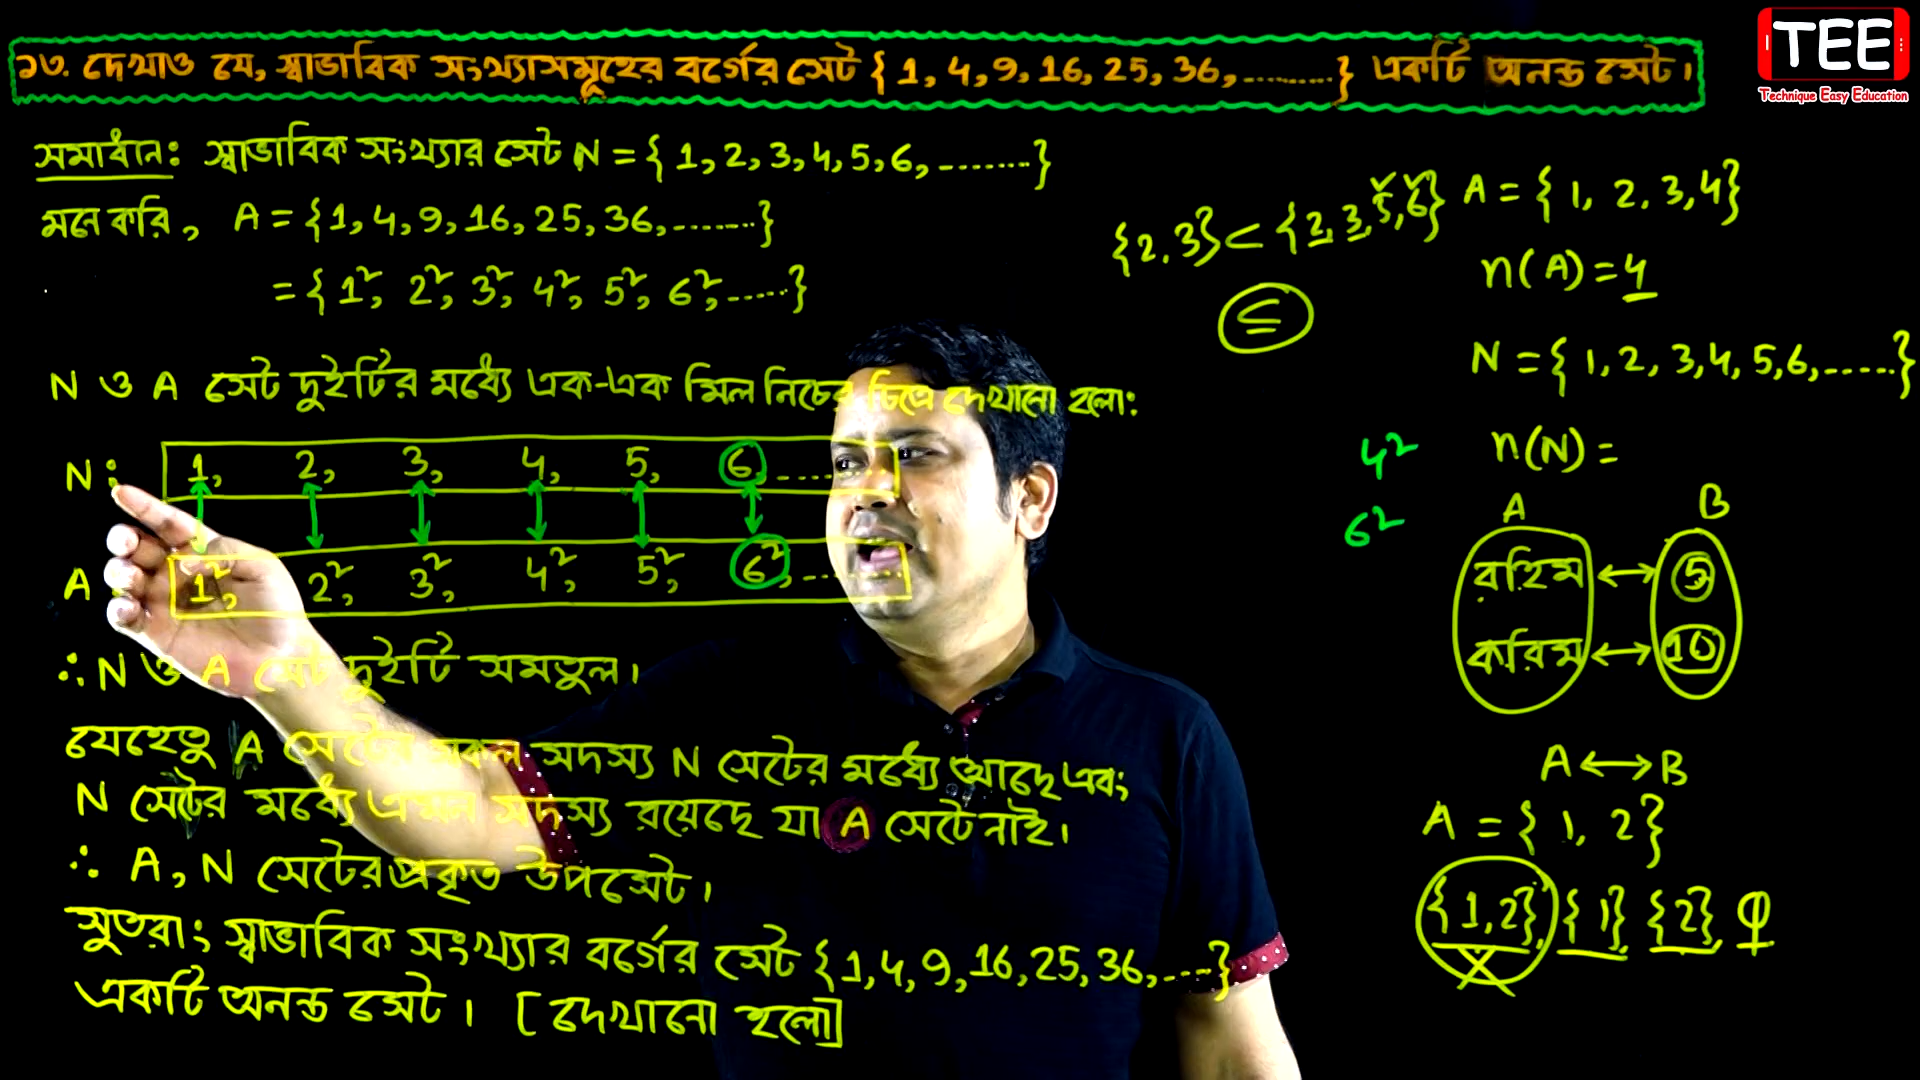 ১৩. দেখাও যে, স্বাভাবিক সংখ্যাসমূহের বর্গের সেট {1, 4, 9, 16, 25, 36, ..........} একটি অনন্ত সেট।
TEE
Technique Easy Education
সমাধান: স্বাভাবিক সংখ্যার সেট N = {1, 2, 3, 4, 5, 6, ........}
মনে করি, A = {1, 4, 9, 16, 25, 36, ........}
= {1², 2², 3², 4², 5², 6², ......}
N ও A সেট দুইটির মধ্যে এক-এক মিল নিচের চিত্রে দেখানো হলো:
N: 1, 2, 3, 4, 5, 6, ....
A 1², 2², 3², 4², 5², 6², ....
∴ N ও A সেট দুইটি সমতুল।
যেহেতু A সেটের সকল সদস্য N সেটের মধ্যে আছে এবং
N সেটের মধ্যে এমন সদস্য রয়েছে যা A সেটে নাই।
∴ A, N সেটের প্রকৃত উপসেট।
সুতরাং স্বাভাবিক সংখ্যার বর্গের সেট {1, 4, 9, 16, 25, 36, ....}
একটি অনন্ত সেট। [দেখানো হলো]
{2, 3} ⊂ {2, 3, 5, 6}
⊆
A = {1, 2, 3, 4}
n(A) = 4
N = {1, 2, 3, 4, 5, 6, ......}
n(N) =
4²
6²
A B
রহিম ↔ 5
করিম ↔ 10
A ↔ B
A = {1, 2}
{1, 2}, {1}, {2}, φ
X